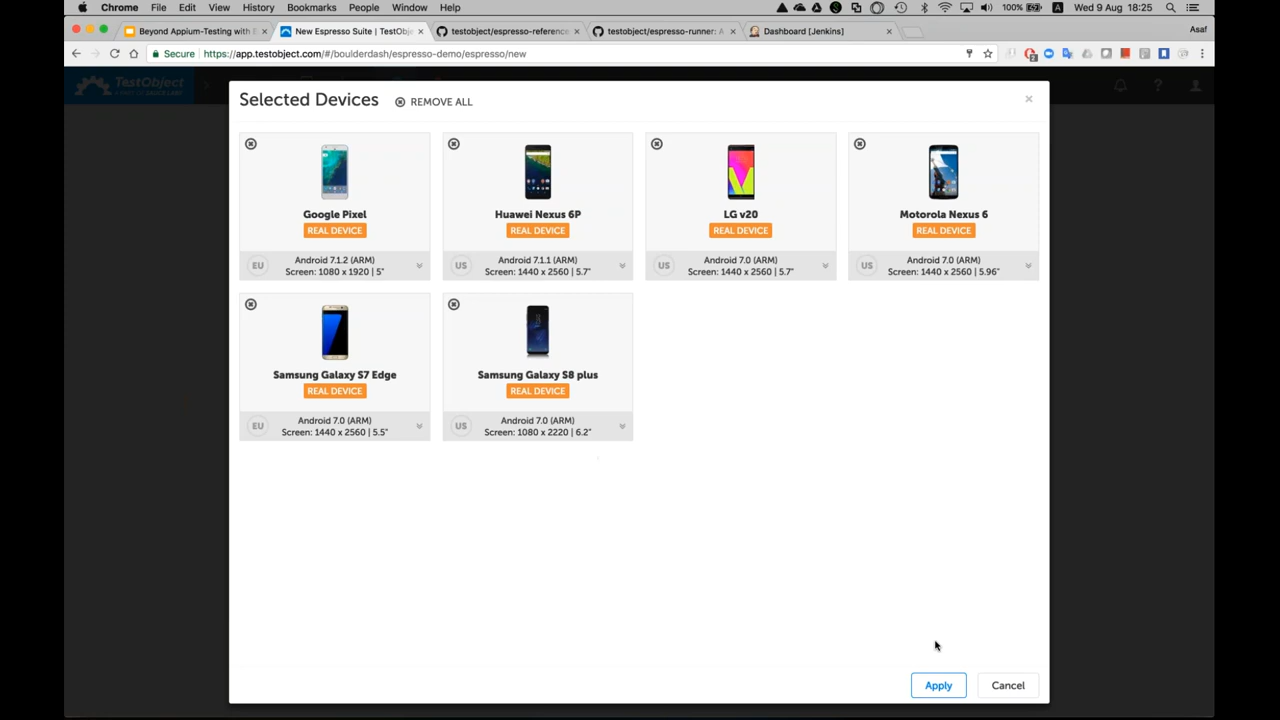 Chrome File Edit View History Bookmarks People Window Help 100% Wed 9 Aug 18:25
Beyond Appium-Testing with E New Espresso Suite | TestObje testobject/espresso-reference testobject/espresso-runner: A Dashboard [Jenkins] Asaf
Secure https://app.testobject.com/#/boulderdash/espresso-demo/espresso/new
TestObject
Selected Devices REMOVE ALL
Google Pixel
REAL DEVICE
EU
Android 7.1.2 (ARM)
Screen: 1080 x 1920 | 5"
Huawei Nexus 6P
REAL DEVICE
US
Android 7.1.1 (ARM)
Screen: 1440 x 2560 | 5.7"
LG v20
REAL DEVICE
US
Android 7.0 (ARM)
Screen: 1440 x 2560 | 5.7"
Motorola Nexus 6
REAL DEVICE
US
Android 7.0 (ARM)
Screen: 1440 x 2560 | 5.96"
Samsung Galaxy S7 Edge
REAL DEVICE
EU
Android 7.0 (ARM)
Screen: 1440 x 2560 | 5.5"
Samsung Galaxy S8 plus
REAL DEVICE
US
Android 7.0 (ARM)
Screen: 1080 x 2220 | 6.2"
Apply
Cancel